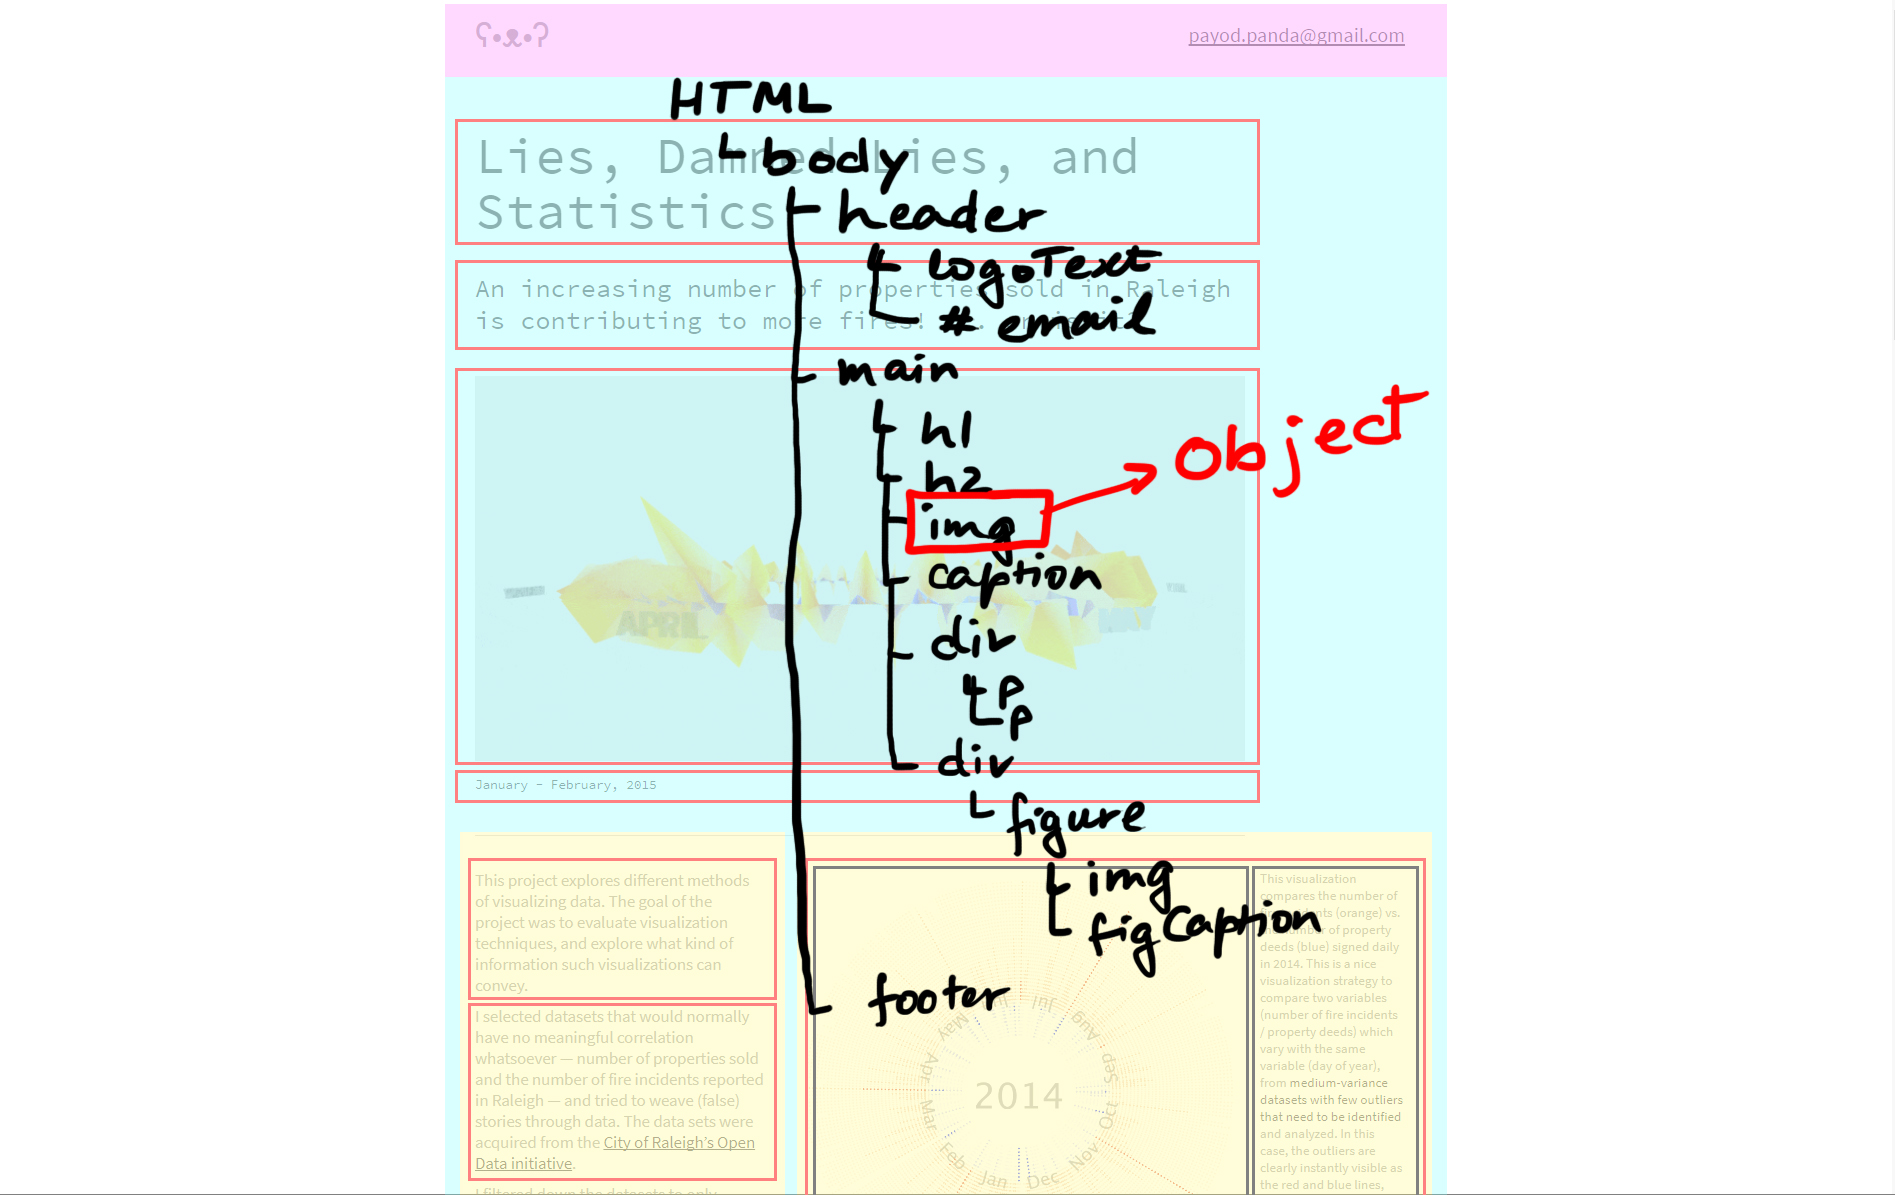 ʕ•ᴥ•ʔ payod.panda@gmail.com
HTML
body
Lies, Damned Lies, and
Statistics
header
logoText
An increasing number of properties sold in Raleigh
is contributing to more fires!
# email
main
h1
h2
img
object
caption
APRIL MAY
div
p
p
div
January - February, 2015
figure
img
figCaption
footer
This project explores different methods
of visualizing data. The goal of the
project was to evaluate visualization
techniques, and explore what kind of
information such visualizations can
convey.
I selected datasets that would normally
have no meaningful correlation
whatsoever — number of properties sold
and the number of fire incidents reported
in Raleigh — and tried to weave (false)
stories through data. The data sets were
acquired from the City of Raleigh's Open
Data initiative.
I filtered down the datasets to only
Jul
Aug
Sep
Oct
Nov
Dec
Jan
Feb
Mar
Apr
May
2014
This visualization
compares the number of
(orange) vs.
number of property
deeds (blue) signed daily
in 2014. This is a nice
visualization strategy to
compare two variables
(number of fire incidents
/ property deeds) which
vary with the same
variable (day of year),
from medium-variance
datasets with few outliers
that need to be identified
and analyzed. In this
case, the outliers are
clearly instantly visible as
the red and blue lines,